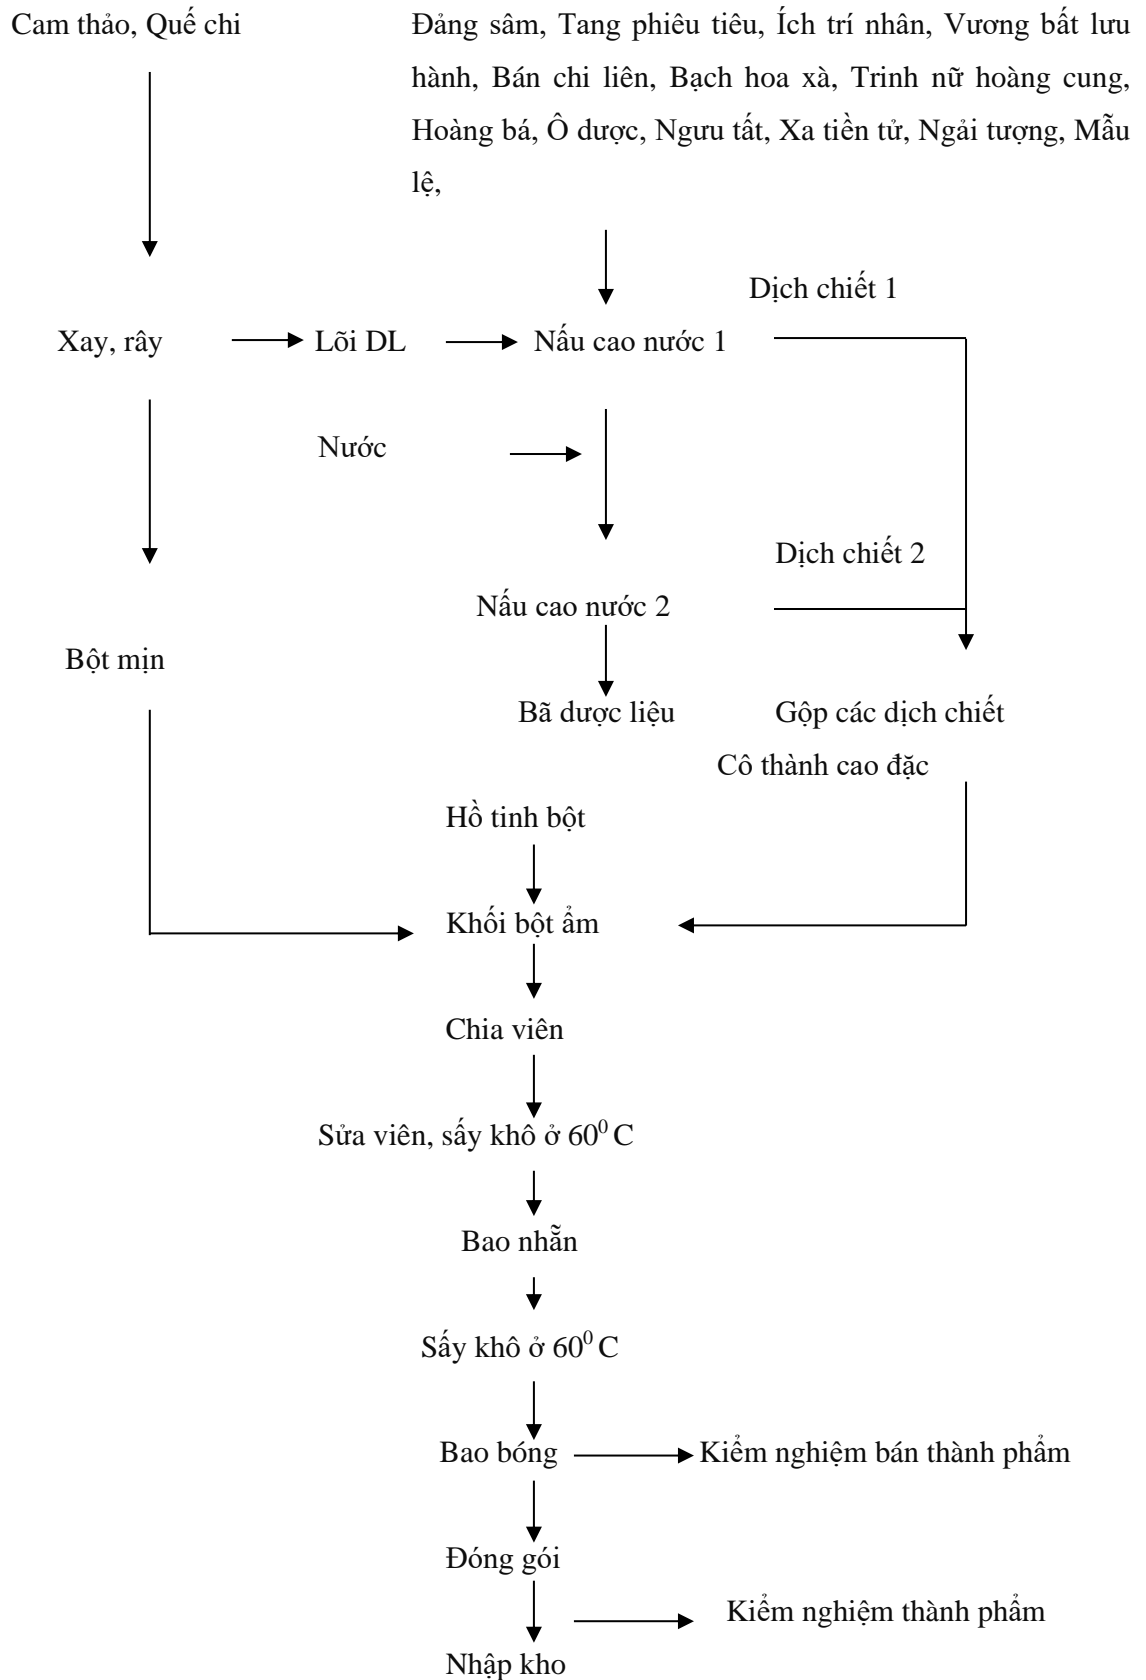 Cam thảo, Quế chi
Đảng sâm, Tang phiêu tiêu, Ích trí nhân, Vương bất lưu
hành, Bán chi liên, Bạch hoa xà, Trinh nữ hoàng cung,
Hoàng bá, Ô dược, Ngưu tất, Xa tiền tử, Ngải tượng, Mẫu
lệ,
Dịch chiết 1
Xay, rây
Lõi DL
Nấu cao nước 1
Nước
Dịch chiết 2
Nấu cao nước 2
Bột mịn
Bã dược liệu
Gộp các dịch chiết
Cô thành cao đặc
Hồ tinh bột
Khối bột ẩm
Chia viên
Sửa viên, sấy khô ở 60⁰ C
Bao nhẵn
Sấy khô ở 60⁰ C
Bao bóng
Kiểm nghiệm bán thành phẩm
Đóng gói
Kiểm nghiệm thành phẩm
Nhập kho